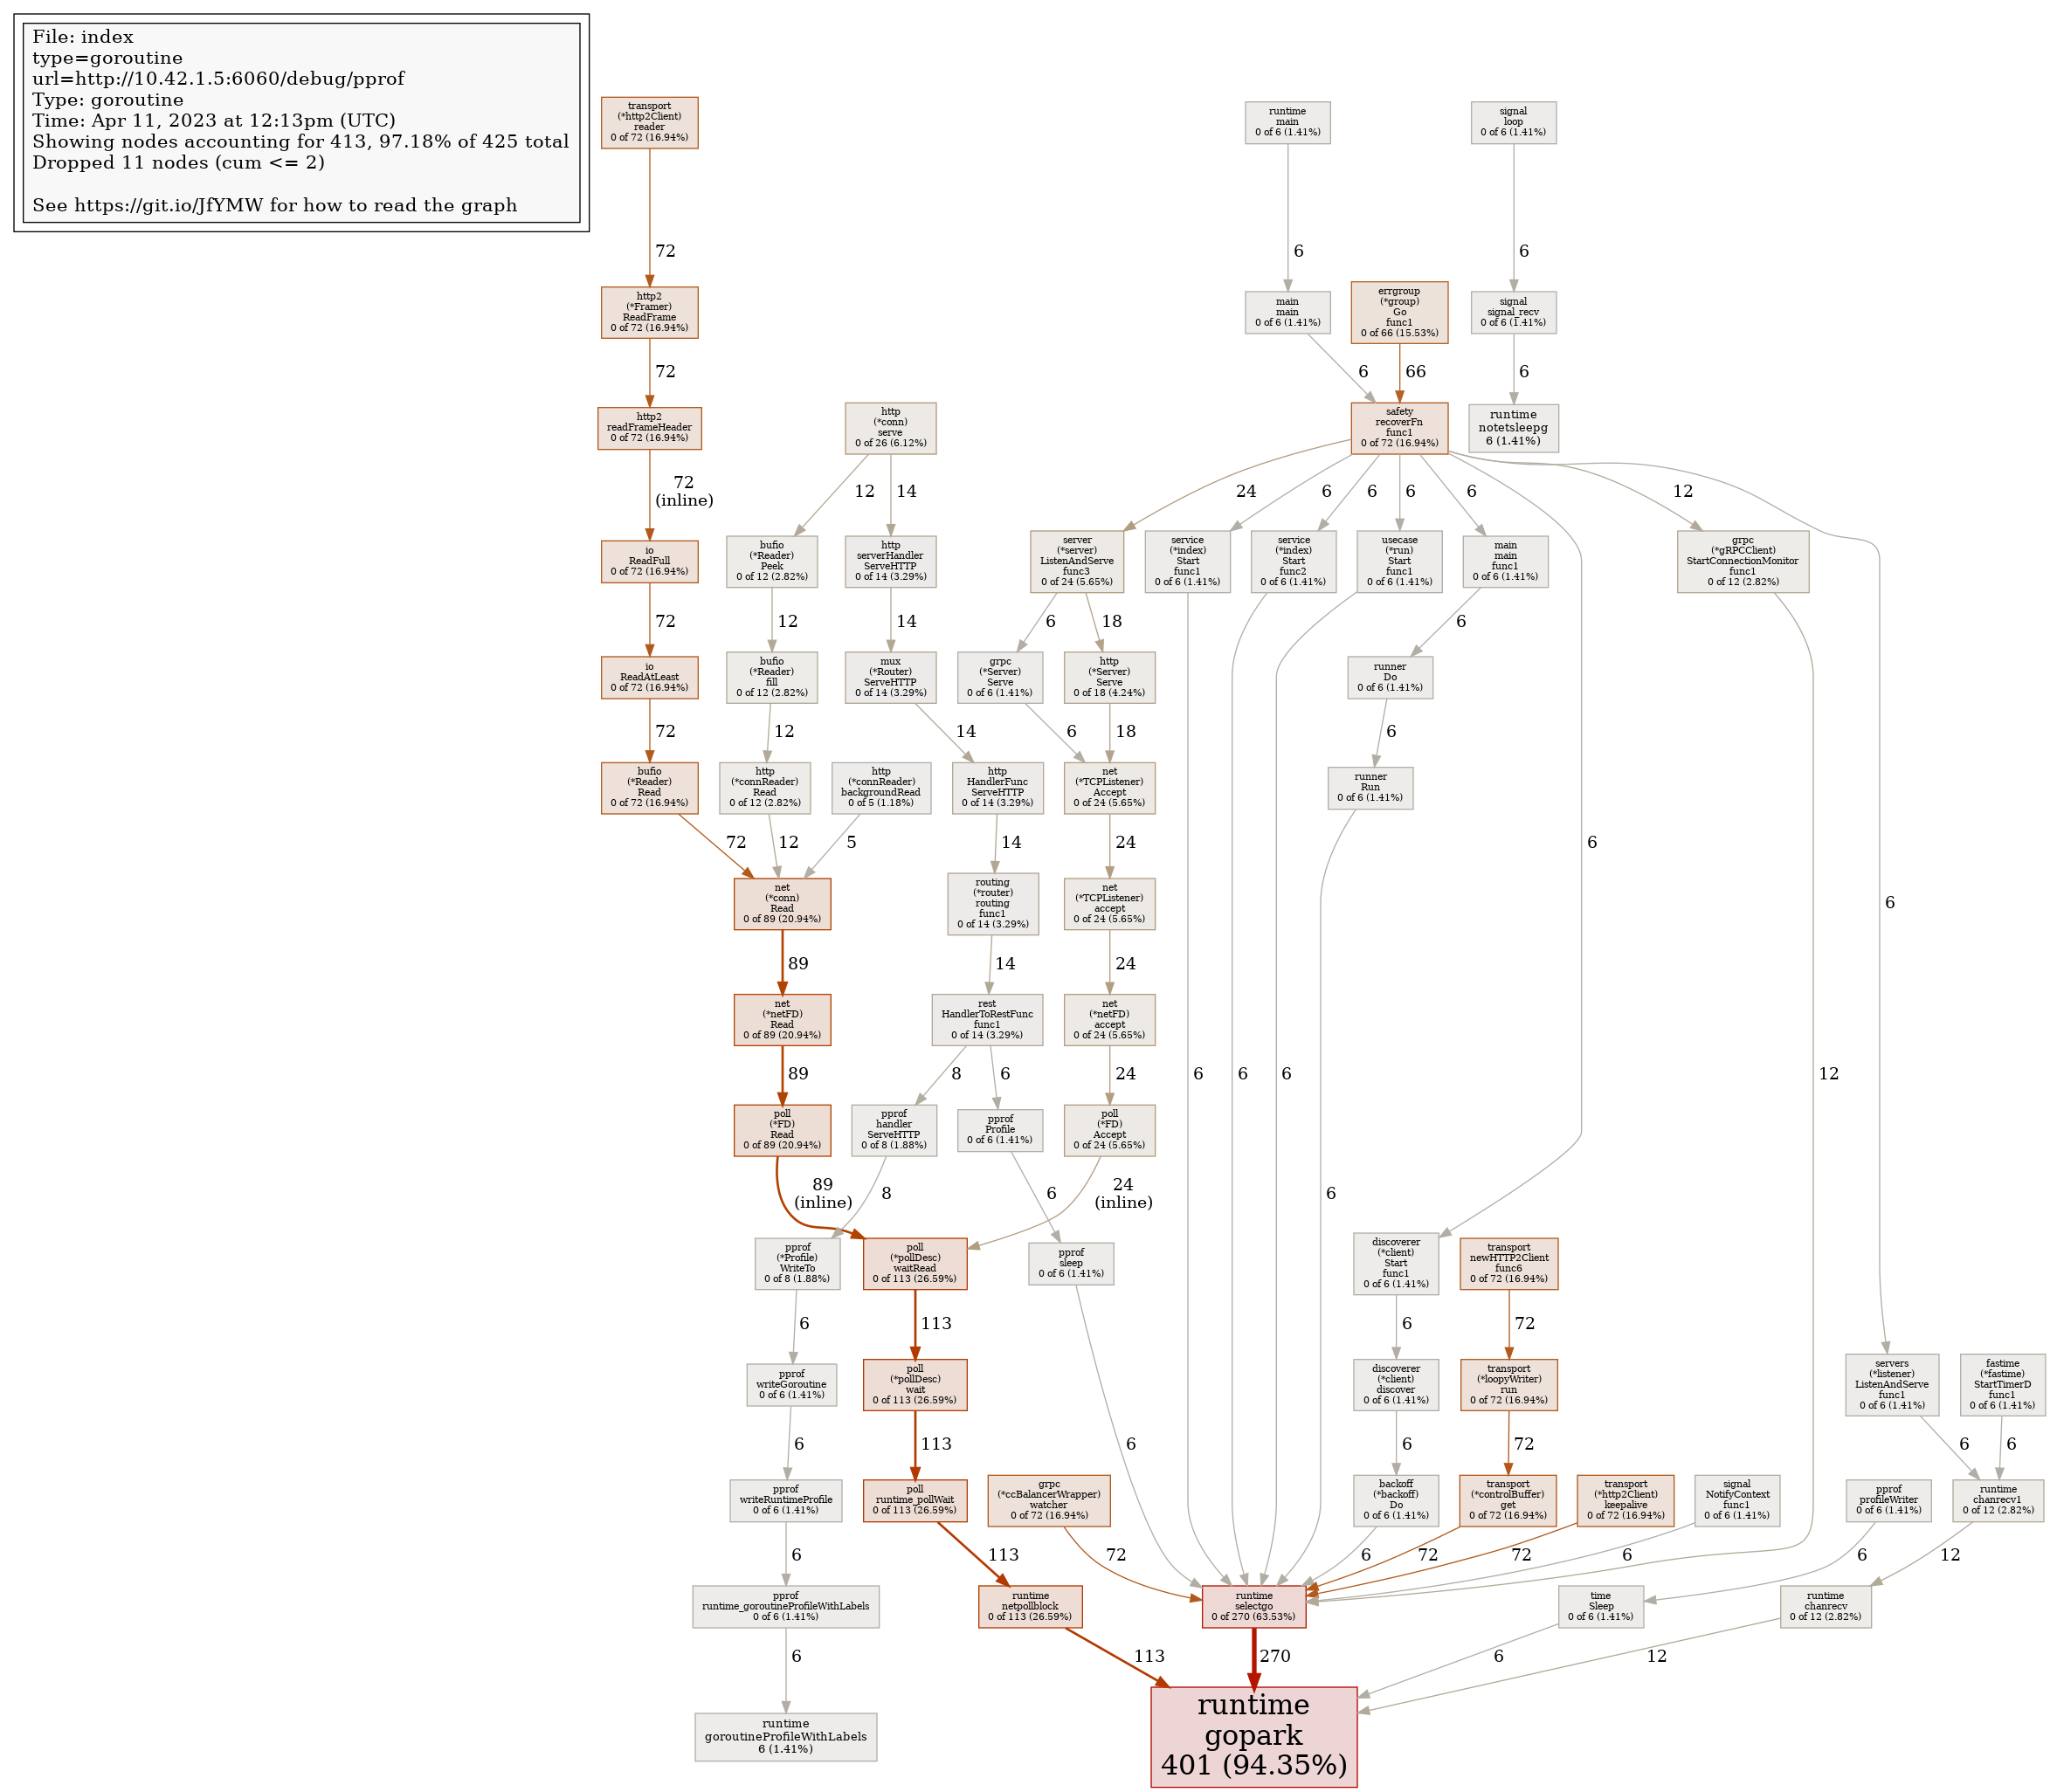 File: index
type=goroutine
url=http://10.42.1.5:6060/debug/pprof
Type: goroutine
Time: Apr 11, 2023 at 12:13pm (UTC)
Showing nodes accounting for 413, 97.18% of 425 total
Dropped 11 nodes (cum <= 2)
See https://git.io/JfYMW for how to read the graph
transport
(*http2Client)
reader
0 of 72 (16.94%)
runtime
main
0 of 6 (1.41%)
signal
loop
0 of 6 (1.41%)
72
6
6
http2
(*Framer)
ReadFrame
0 of 72 (16.94%)
main
main
0 of 6 (1.41%)
errgroup
(*group)
Go
func1
0 of 66 (15.53%)
signal
signal_recv
0 of 6 (1.41%)
72
6
66
6
http2
readFrameHeader
0 of 72 (16.94%)
http
(*conn)
serve
0 of 26 (6.12%)
safety
recoverFn
func1
0 of 72 (16.94%)
runtime
notetsleepg
6 (1.41%)
72
(inline)
12
14
24
6
6
6
6
12
io
ReadFull
0 of 72 (16.94%)
bufio
(*Reader)
Peek
0 of 12 (2.82%)
http
serverHandler
ServeHTTP
0 of 14 (3.29%)
server
(*server)
ListenAndServe
func3
0 of 24 (5.65%)
service
(*index)
Start
func1
0 of 6 (1.41%)
service
(*index)
Start
func2
0 of 6 (1.41%)
usecase
(*run)
Start
func1
0 of 6 (1.41%)
main
main
func1
0 of 6 (1.41%)
grpc
(*gRPCClient)
StartConnectionMonitor
func1
0 of 12 (2.82%)
72
12
14
6
18
6
io
ReadAtLeast
0 of 72 (16.94%)
bufio
(*Reader)
fill
0 of 12 (2.82%)
mux
(*Router)
ServeHTTP
0 of 14 (3.29%)
grpc
(*Server)
Serve
0 of 6 (1.41%)
http
(*Server)
Serve
0 of 18 (4.24%)
runner
Do
0 of 6 (1.41%)
72
12
14
6
18
6
bufio
(*Reader)
Read
0 of 72 (16.94%)
http
(*connReader)
Read
0 of 12 (2.82%)
http
(*connReader)
backgroundRead
0 of 5 (1.18%)
http
HandlerFunc
ServeHTTP
0 of 14 (3.29%)
net
(*TCPListener)
Accept
0 of 24 (5.65%)
runner
Run
0 of 6 (1.41%)
72
12
5
14
24
6
net
(*conn)
Read
0 of 89 (20.94%)
routing
(*router)
routing
func1
0 of 14 (3.29%)
net
(*TCPListener)
accept
0 of 24 (5.65%)
6
89
14
24
net
(*netFD)
Read
0 of 89 (20.94%)
rest
HandlerToRestFunc
func1
0 of 14 (3.29%)
net
(*netFD)
accept
0 of 24 (5.65%)
89
8
6
24
6
6
6
12
poll
(*FD)
Read
0 of 89 (20.94%)
pprof
handler
ServeHTTP
0 of 8 (1.88%)
pprof
Profile
0 of 6 (1.41%)
poll
(*FD)
Accept
0 of 24 (5.65%)
89
(inline)
8
6
24
(inline)
6
pprof
(*Profile)
WriteTo
0 of 8 (1.88%)
poll
(*pollDesc)
waitRead
0 of 113 (26.59%)
pprof
sleep
0 of 6 (1.41%)
discoverer
(*client)
Start
func1
0 of 6 (1.41%)
transport
newHTTP2Client
func6
0 of 72 (16.94%)
6
113
6
72
pprof
writeGoroutine
0 of 6 (1.41%)
poll
(*pollDesc)
wait
0 of 113 (26.59%)
discoverer
(*client)
discover
0 of 6 (1.41%)
transport
(*loopyWriter)
run
0 of 72 (16.94%)
servers
(*listener)
ListenAndServe
func1
0 of 6 (1.41%)
fastime
(*fastime)
StartTimerD
func1
0 of 6 (1.41%)
6
113
6
6
72
6
6
pprof
writeRuntimeProfile
0 of 6 (1.41%)
poll
runtime_pollWait
0 of 113 (26.59%)
grpc
(*ccBalancerWrapper)
watcher
0 of 72 (16.94%)
backoff
(*backoff)
Do
0 of 6 (1.41%)
transport
(*controlBuffer)
get
0 of 72 (16.94%)
transport
(*http2Client)
keepalive
0 of 72 (16.94%)
signal
NotifyContext
func1
0 of 6 (1.41%)
pprof
profileWriter
0 of 6 (1.41%)
runtime
chanrecv1
0 of 12 (2.82%)
6
113
72
6
72
72
6
6
12
pprof
runtime_goroutineProfileWithLabels
0 of 6 (1.41%)
runtime
netpollblock
0 of 113 (26.59%)
runtime
selectgo
0 of 270 (63.53%)
time
Sleep
0 of 6 (1.41%)
runtime
chanrecv
0 of 12 (2.82%)
6
113
270
6
12
runtime
goroutineProfileWithLabels
6 (1.41%)
runtime
gopark
401 (94.35%)